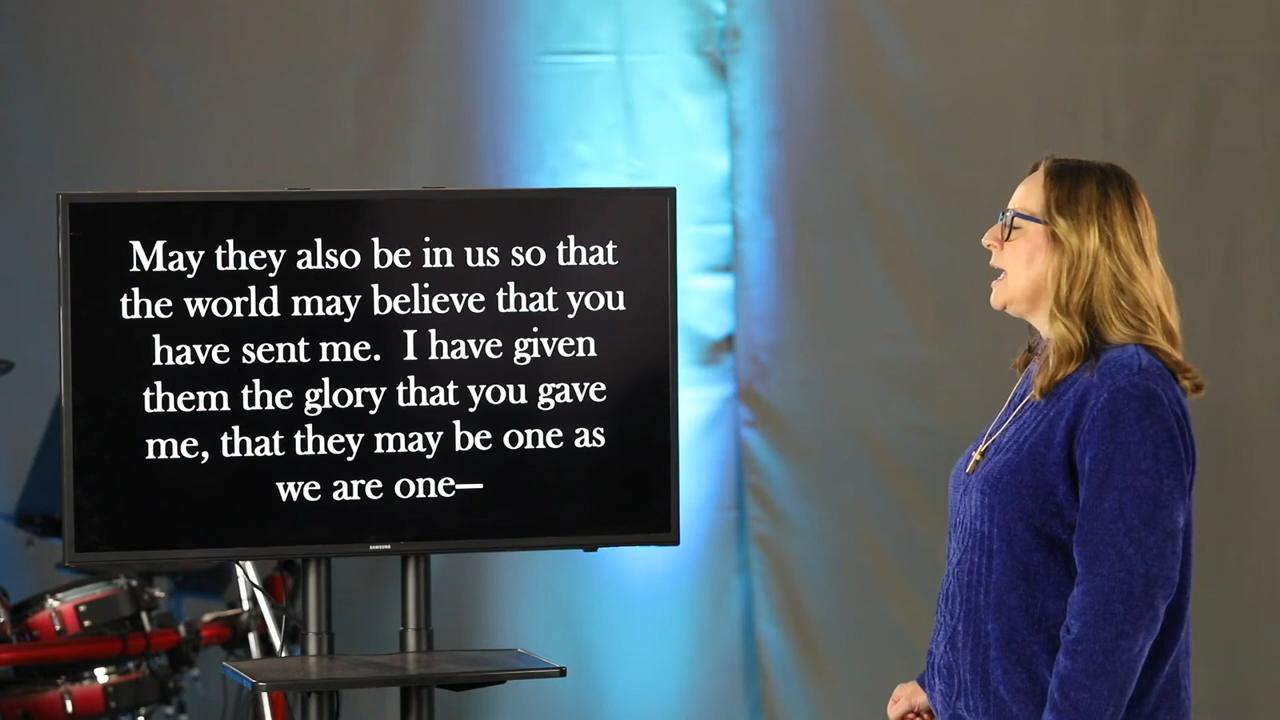 May they also be in us so that
the world may believe that you
have sent me.  I have given
them the glory that you gave
me, that they may be one as
we are one—
SAMSUNG